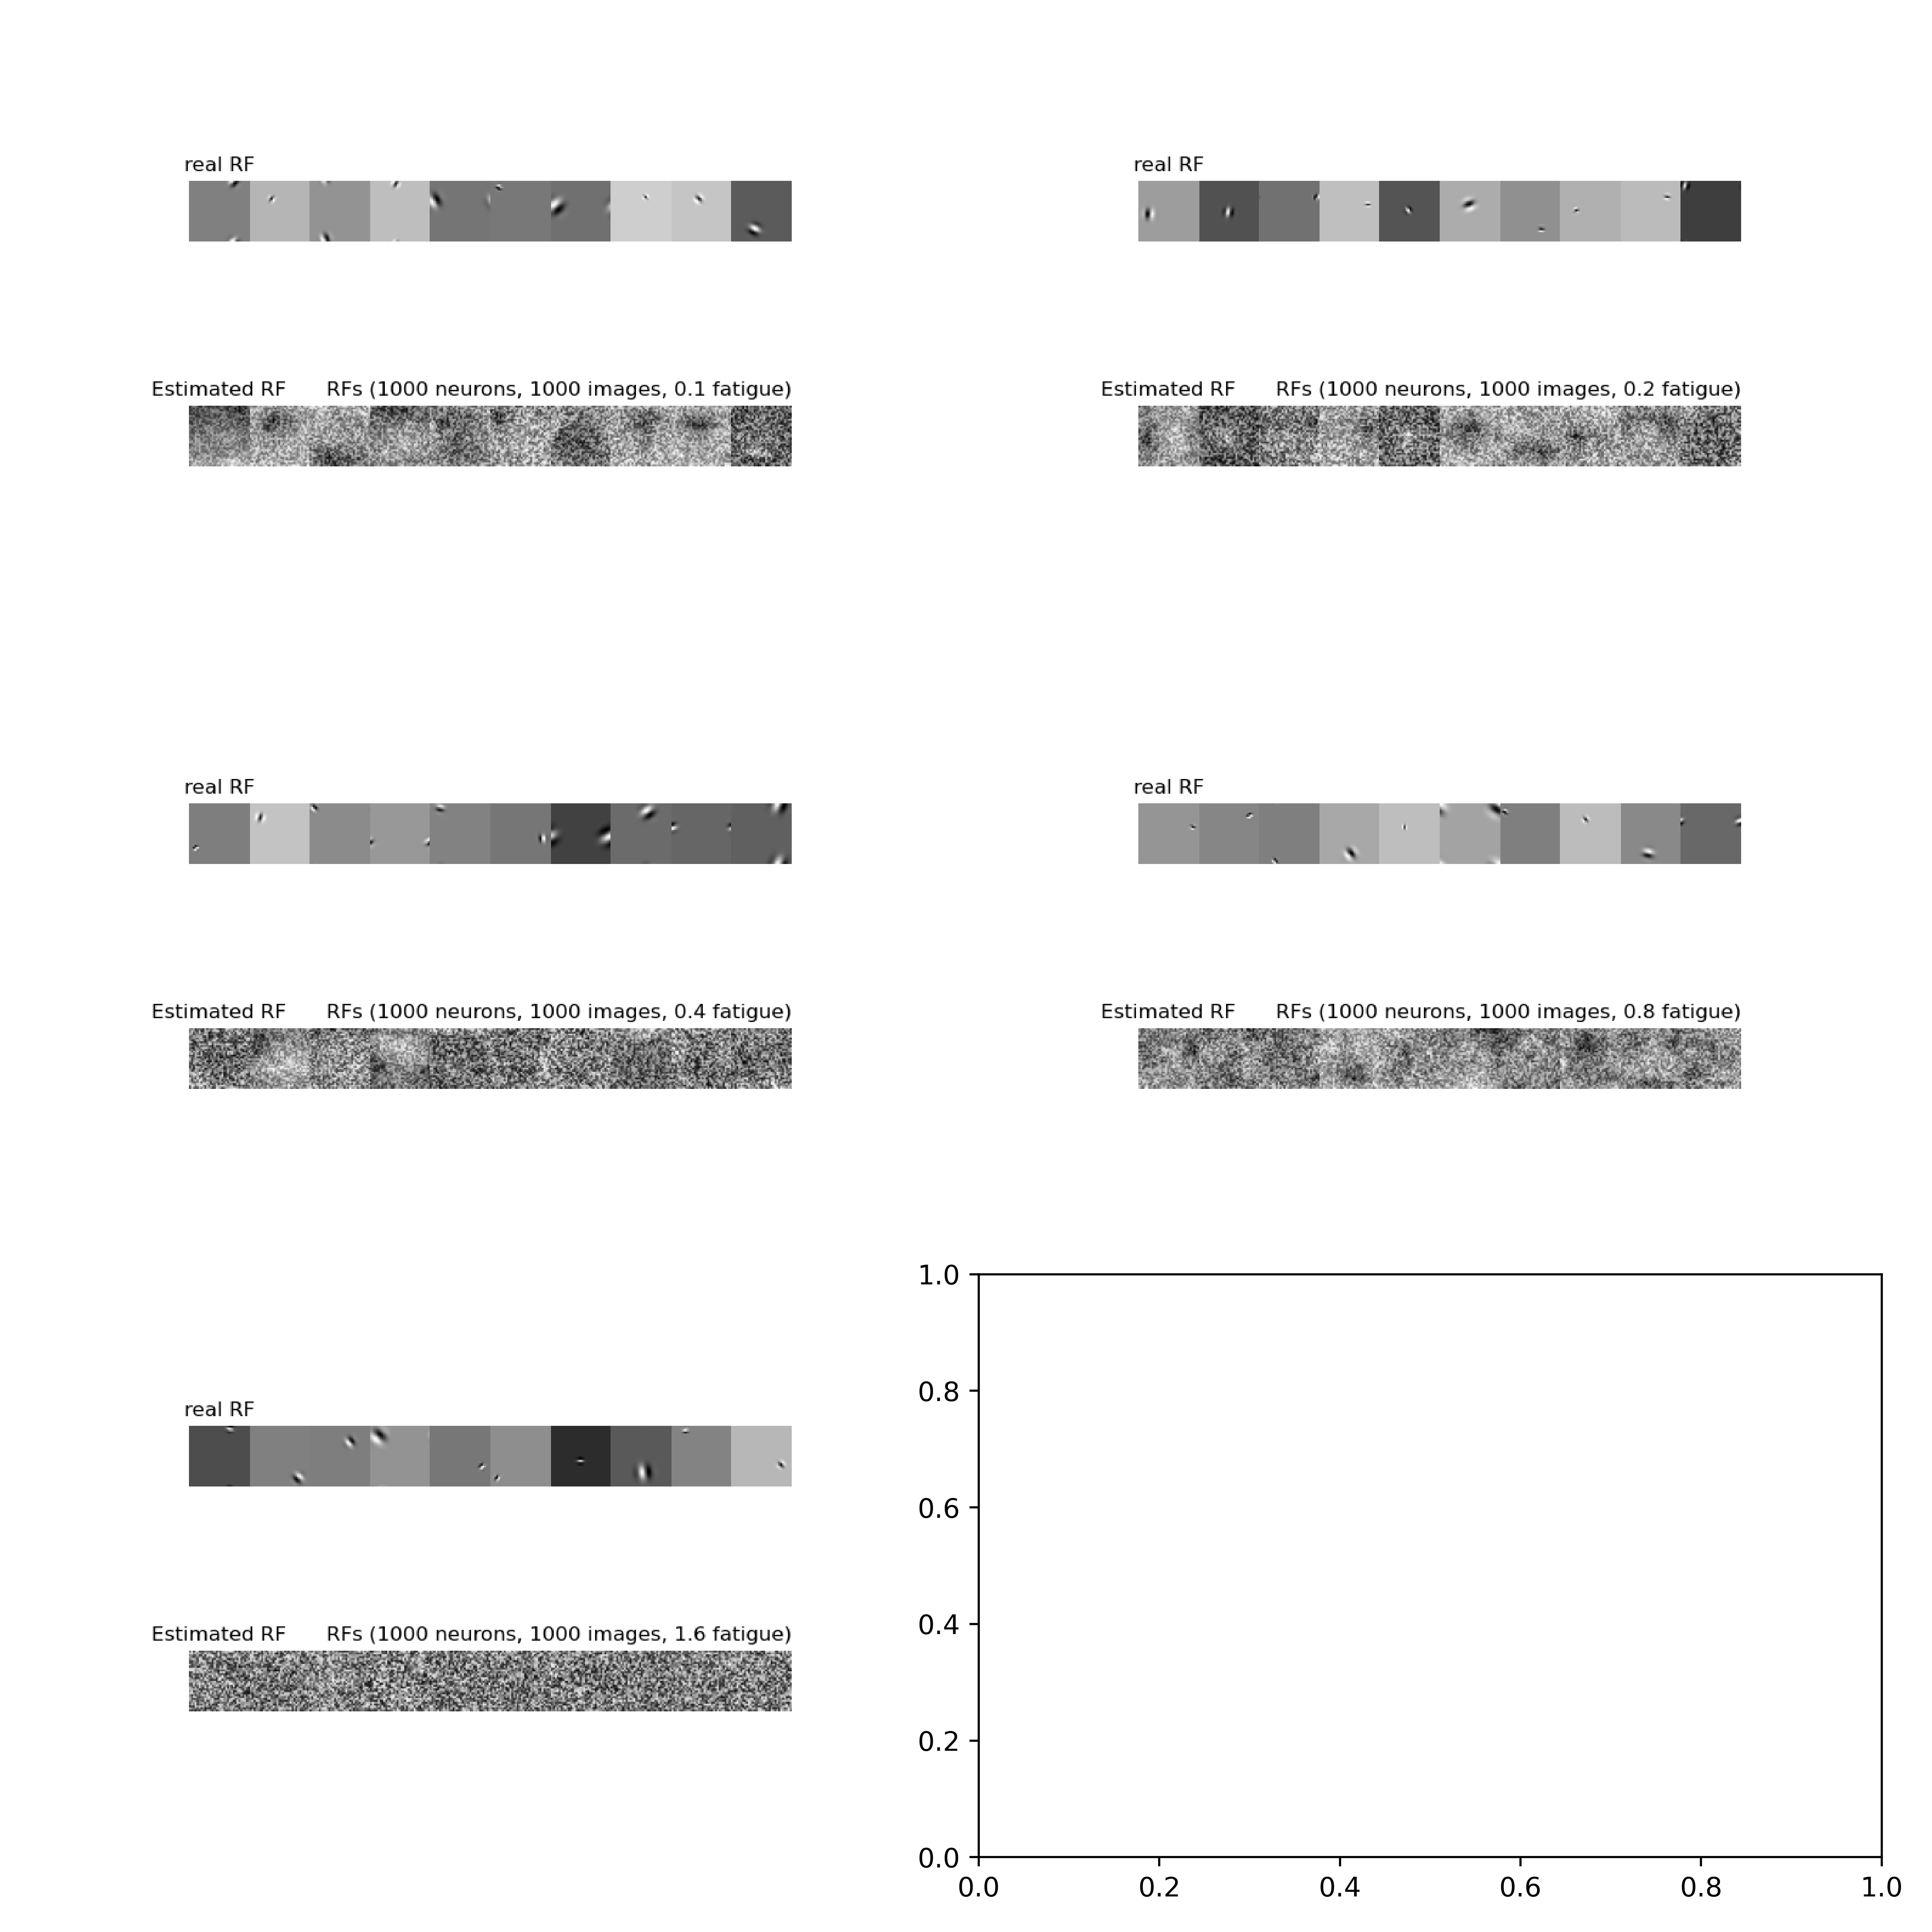 real RF
real RF
Estimated RF RFs (1000 neurons, 1000 images, 0.1 fatigue)
Estimated RF RFs (1000 neurons, 1000 images, 0.2 fatigue)
real RF
real RF
Estimated RF RFs (1000 neurons, 1000 images, 0.4 fatigue)
Estimated RF RFs (1000 neurons, 1000 images, 0.8 fatigue)
real RF
Estimated RF RFs (1000 neurons, 1000 images, 1.6 fatigue)
1.0
0.8
0.6
0.4
0.2
0.0
0.0 0.2 0.4 0.6 0.8 1.0